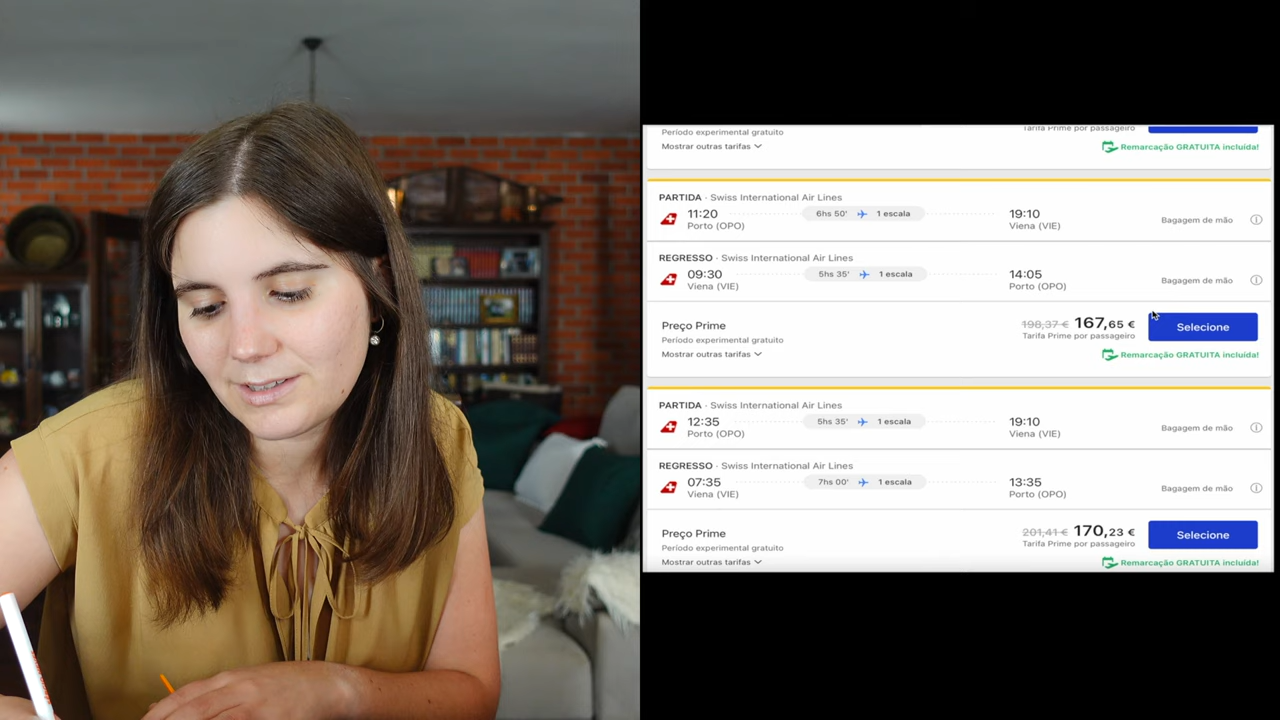 Período experimental gratuito
Tarifa Prime por passageiro
Mostrar outras tarifas
Remarcação GRATUITA incluída!
PARTIDA · Swiss International Air Lines
11:20 6hs 50' 1 escala 19:10
Porto (OPO) Viena (VIE) Bagagem de mão
REGRESSO · Swiss International Air Lines
09:30 5hs 35' 1 escala 14:05
Viena (VIE) Porto (OPO) Bagagem de mão
Preço Prime 198,37 € 167,65 € Selecione
Período experimental gratuito Tarifa Prime por passageiro
Mostrar outras tarifas Remarcação GRATUITA incluída!
PARTIDA · Swiss International Air Lines
12:35 5hs 35' 1 escala 19:10
Porto (OPO) Viena (VIE) Bagagem de mão
REGRESSO · Swiss International Air Lines
07:35 7hs 00' 1 escala 13:35
Viena (VIE) Porto (OPO) Bagagem de mão
Preço Prime 201,41 € 170,23 € Selecione
Período experimental gratuito Tarifa Prime por passageiro
Mostrar outras tarifas Remarcação GRATUITA incluída!